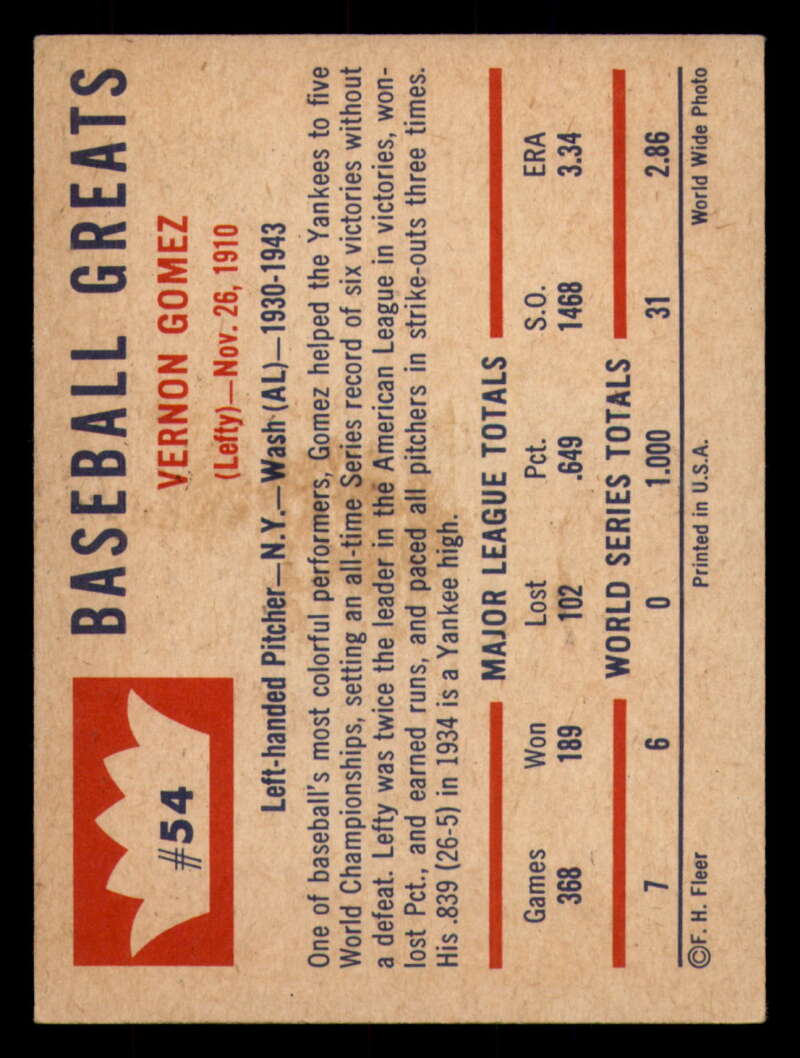 #54
BASEBALL GREATS
VERNON GOMEZ
(Lefty)—Nov. 26, 1910
Left-handed Pitcher—N.Y.—Wash (AL)—1930-1943
One of baseball's most colorful performers, Gomez helped the Yankees to five
World Championships, setting an all-time Series record of six victories without
a defeat. Lefty was twice the leader in the American League in victories, won-
lost Pct., and earned runs, and paced all pitchers in strike-outs three times.
His .839 (26-5) in 1934 is a Yankee high.
MAJOR LEAGUE TOTALS
Games Won Lost Pct. S.O. ERA
368 189 102 .649 1468 3.34
WORLD SERIES TOTALS
7 6 0 1.000 31 2.86
©F. H. Fleer Printed in U.S.A. World Wide Photo